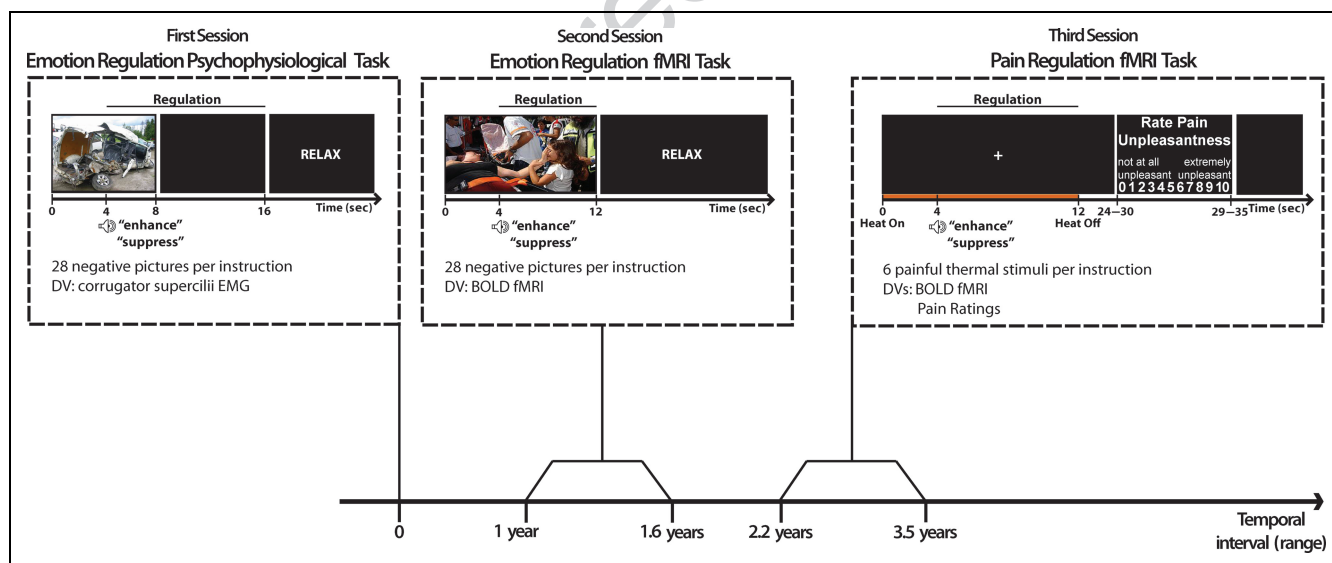 First Session
Emotion Regulation Psychophysiological Task
Regulation
RELAX
0 4 8 16 Time (sec)
"enhance"
"suppress"
28 negative pictures per instruction
DV: corrugator supercilii EMG
Second Session
Emotion Regulation fMRI Task
Regulation
RELAX
0 4 12 Time (sec)
"enhance"
"suppress"
28 negative pictures per instruction
DV: BOLD fMRI
Third Session
Pain Regulation fMRI Task
Regulation
+
Rate Pain
Unpleasantness
not at all extremely
unpleasant unpleasant
0 1 2 3 4 5 6 7 8 9 10
0 4 12 24–30 29–35 Time (sec)
Heat On Heat Off
"enhance"
"suppress"
6 painful thermal stimuli per instruction
DVs: BOLD fMRI
Pain Ratings
0 1 year 1.6 years 2.2 years 3.5 years
Temporal
interval (range)